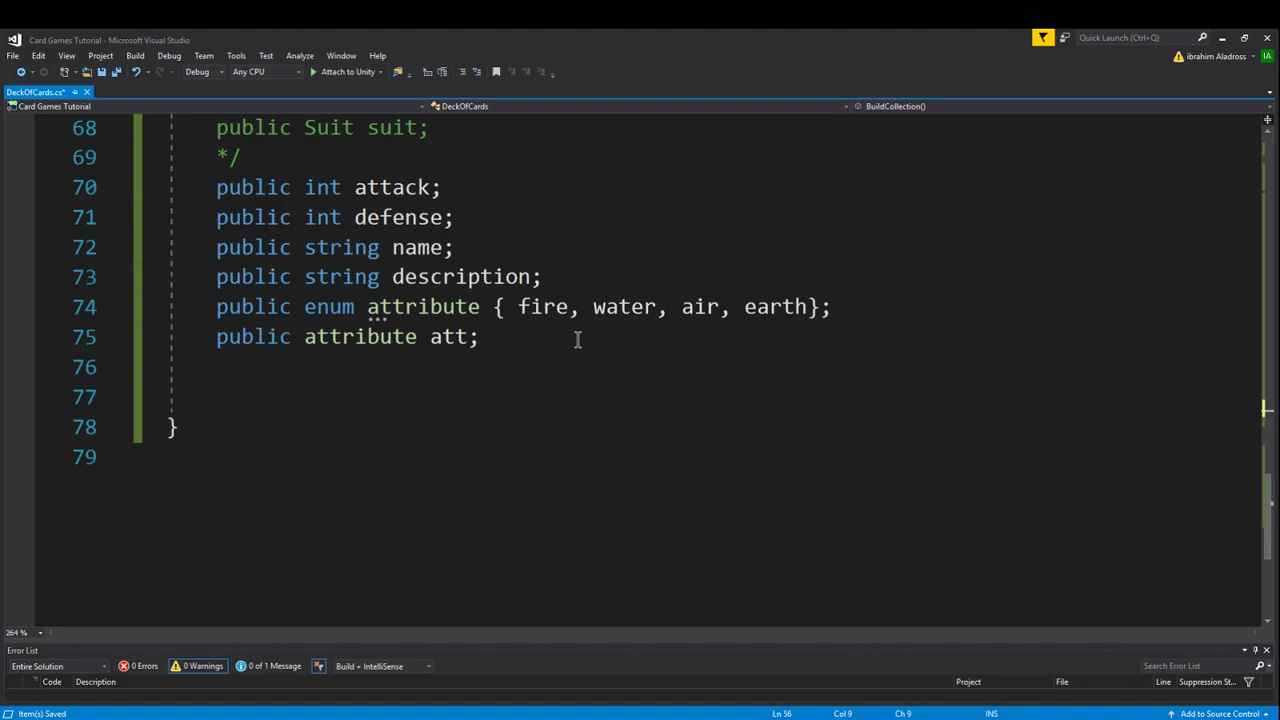 Card Games Tutorial - Microsoft Visual Studio
Quick Launch (Ctrl+Q)
File Edit View Project Build Debug Team Tools Test Analyze Window Help
ibrahim Aladross IA
Debug Any CPU Attach to Unity
DeckOfCards.cs*
Card Games Tutorial DeckOfCards BuildCollection()
68 public Suit suit;
69 */
70 public int attack;
71 public int defense;
72 public string name;
73 public string description;
74 public enum attribute { fire, water, air, earth};
75 public attribute att;
76
77
78 }
79
264 %
Error List
Entire Solution 0 Errors 0 Warnings 0 of 1 Message Build + IntelliSense Search Error List
Code Description Project File Line Suppression St...
Item(s) Saved Ln 56 Col 9 Ch 9 INS Add to Source Control